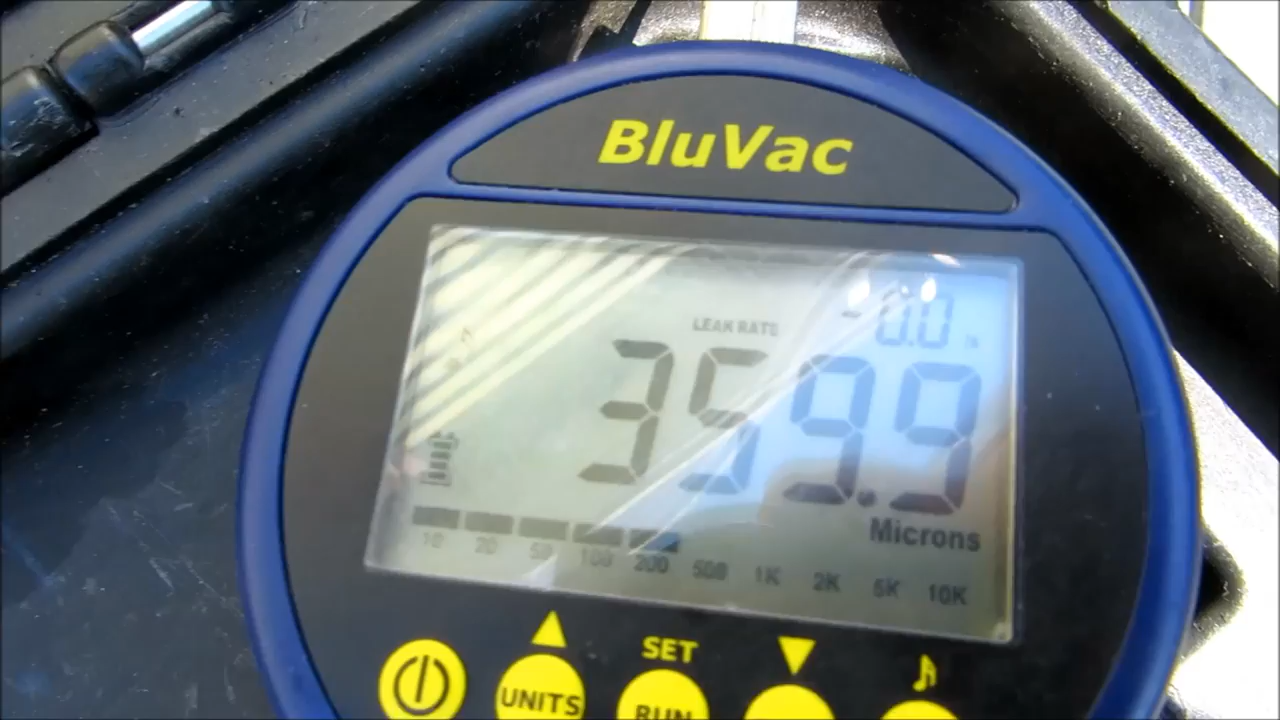 BluVac
LEAK RATE
-0.0
359.9
Microns
10 20 50 100 200 500 1K 2K 5K 10K
SET
UNITS
RUN